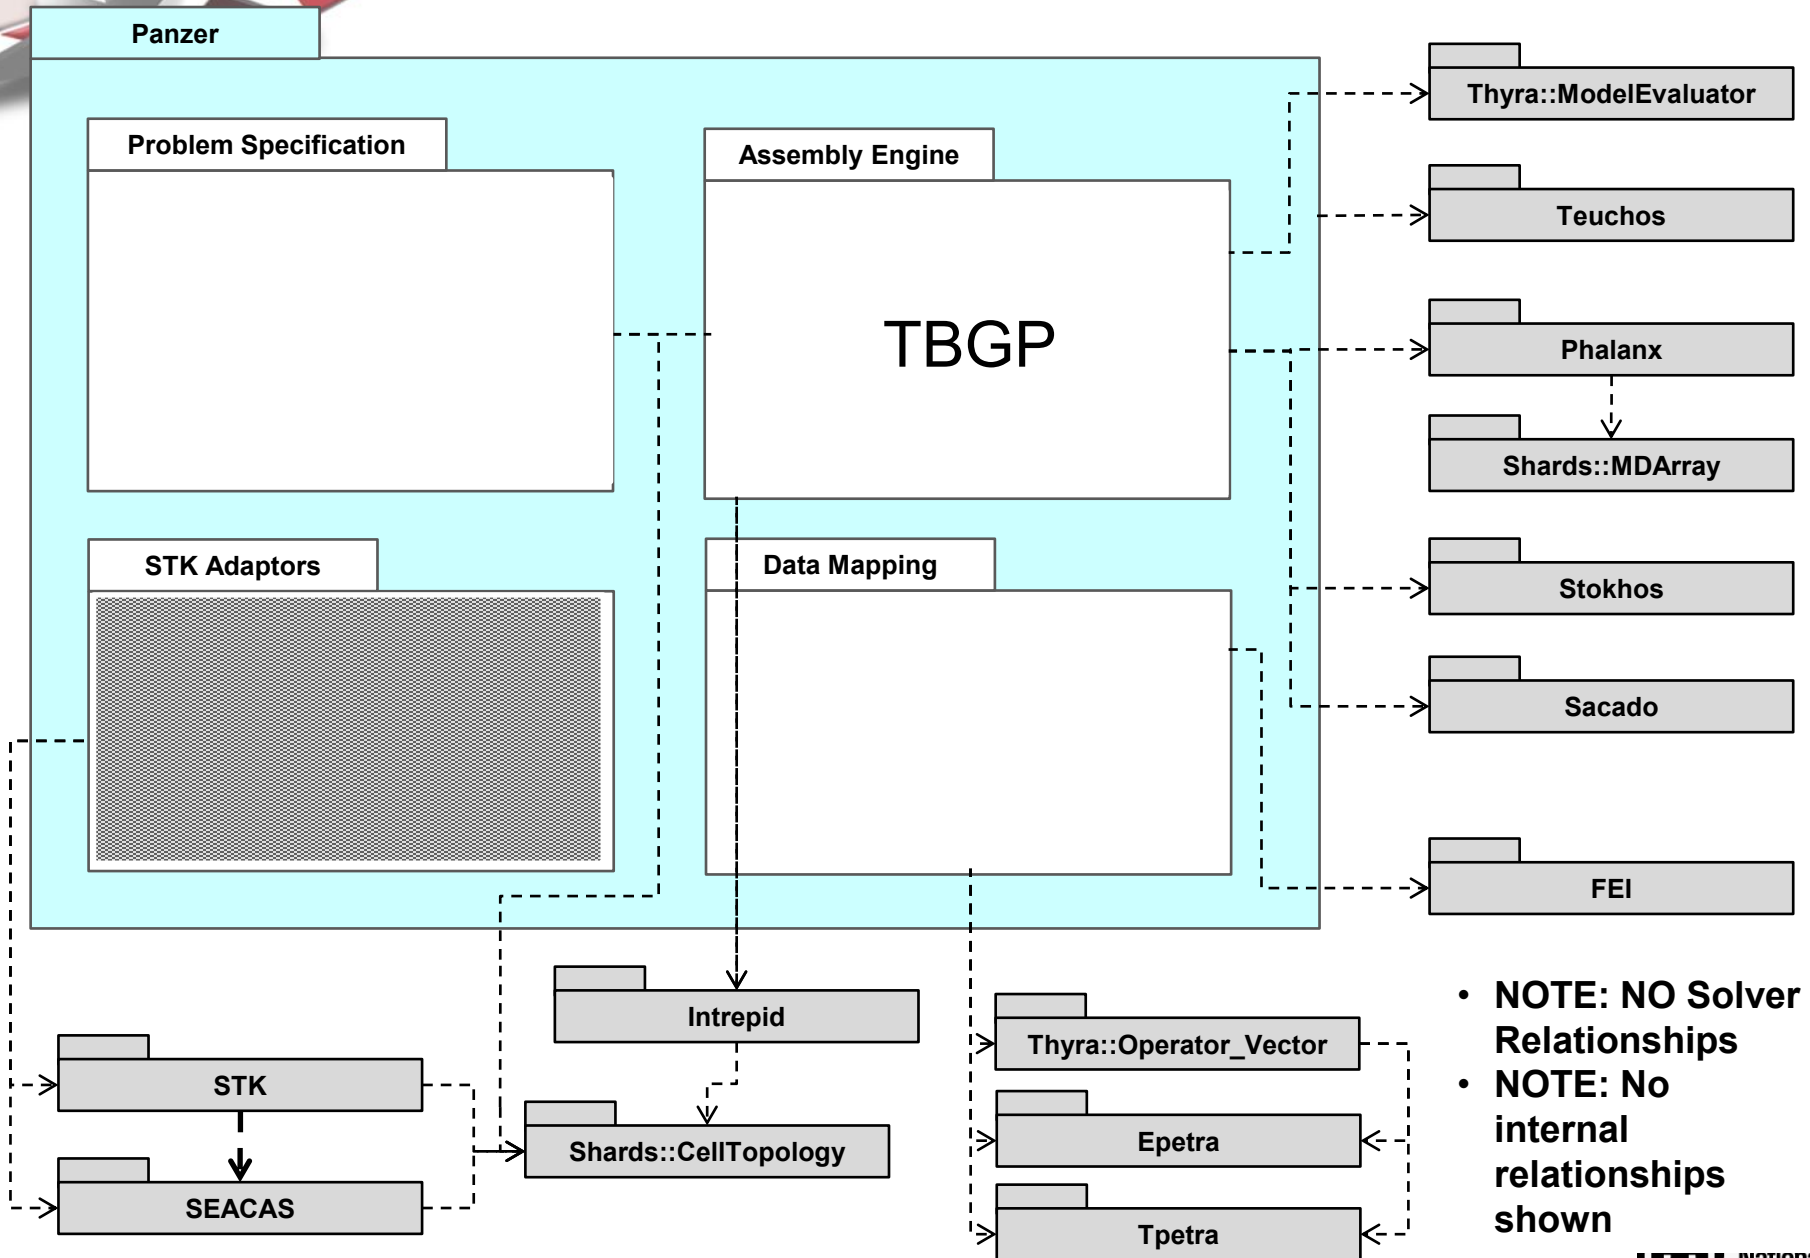 Panzer
Problem Specification
Assembly Engine
TBGP
STK Adaptors
Data Mapping
Thyra::ModelEvaluator
Teuchos
Phalanx
Shards::MDArray
Stokhos
Sacado
FEI
Intrepid
STK
Shards::CellTopology
SEACAS
Thyra::Operator_Vector
Epetra
Tpetra
• NOTE: NO Solver
Relationships
• NOTE: No
internal
relationships
shown